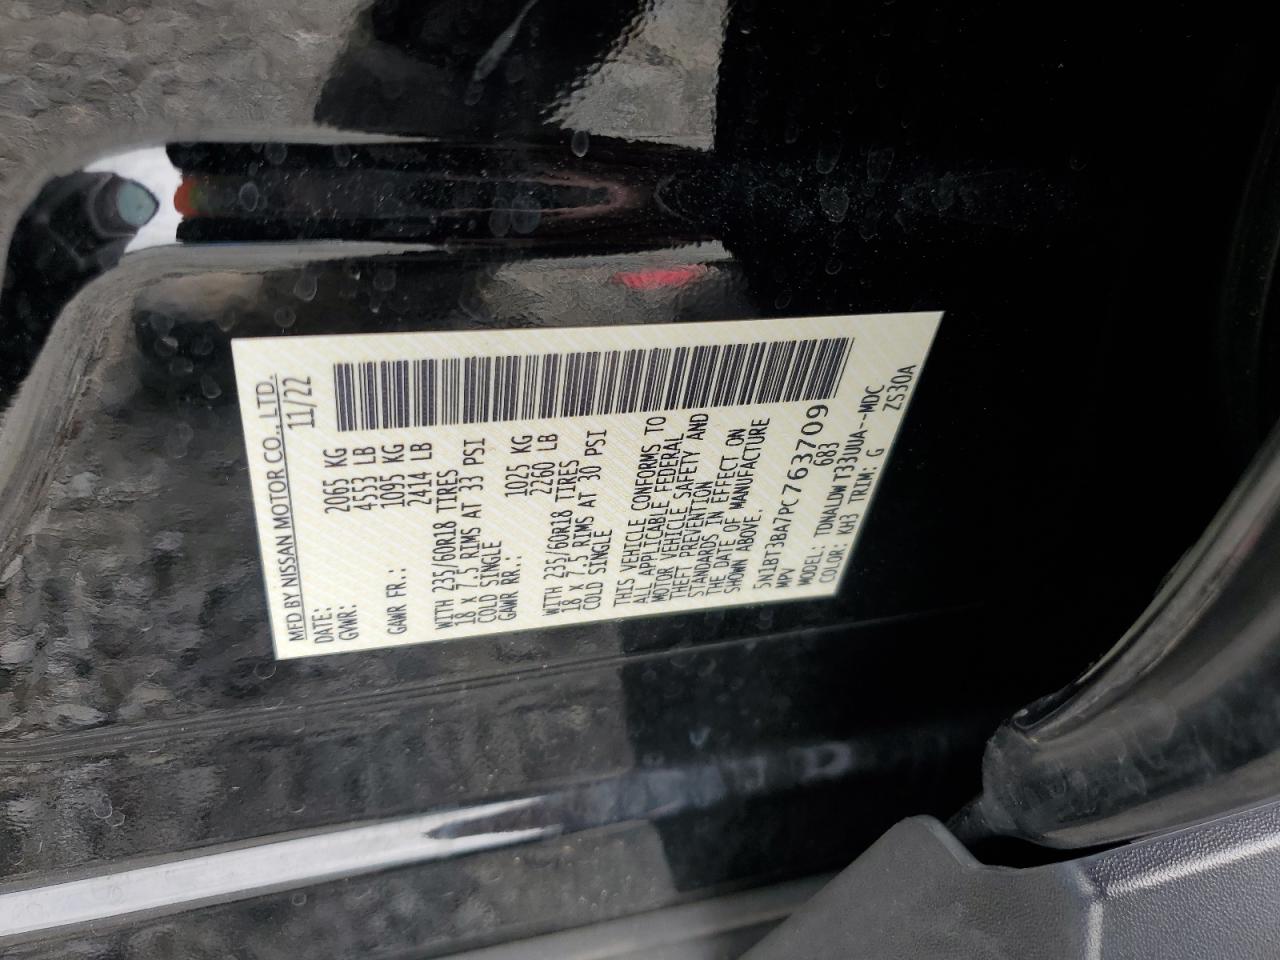 MFD BY NISSAN MOTOR CO., LTD.
DATE: 11/22
GVWR: 2065 KG
4553 LB
GAWR FR.: 1095 KG
2414 LB
WITH 235/60R18 TIRES
18 X 7.5 RIMS AT 33 PSI
COLD SINGLE
GAWR RR.: 1025 KG
2260 LB
WITH 235/60R18 TIRES
18 X 7.5 RIMS AT 30 PSI
COLD SINGLE
THIS VEHICLE CONFORMS TO
ALL APPLICABLE FEDERAL
MOTOR VEHICLE SAFETY AND
THEFT PREVENTION
STANDARDS IN EFFECT ON
THE DATE OF MANUFACTURE
SHOWN ABOVE.
5N1BT3BA7PC763709
MPV 683
MODEL: TDNALDWT33UUA--MDC
COLOR: KH3 TRIM: G ZS30A